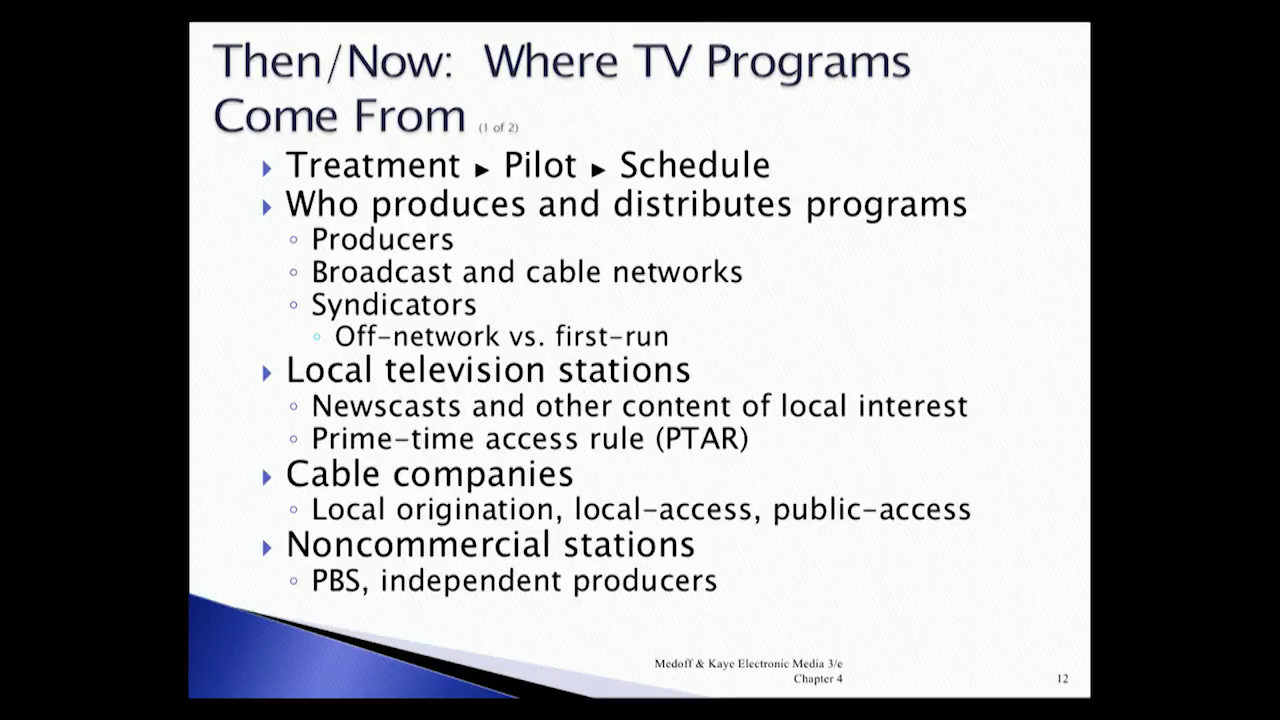 Then/Now: Where TV Programs
Come From (1 of 2)
Treatment ► Pilot ► Schedule
Who produces and distributes programs
Producers
Broadcast and cable networks
Syndicators
Off-network vs. first-run
Local television stations
Newscasts and other content of local interest
Prime-time access rule (PTAR)
Cable companies
Local origination, local-access, public-access
Noncommercial stations
PBS, independent producers
Medoff & Kaye Electronic Media 3/e
Chapter 4
12